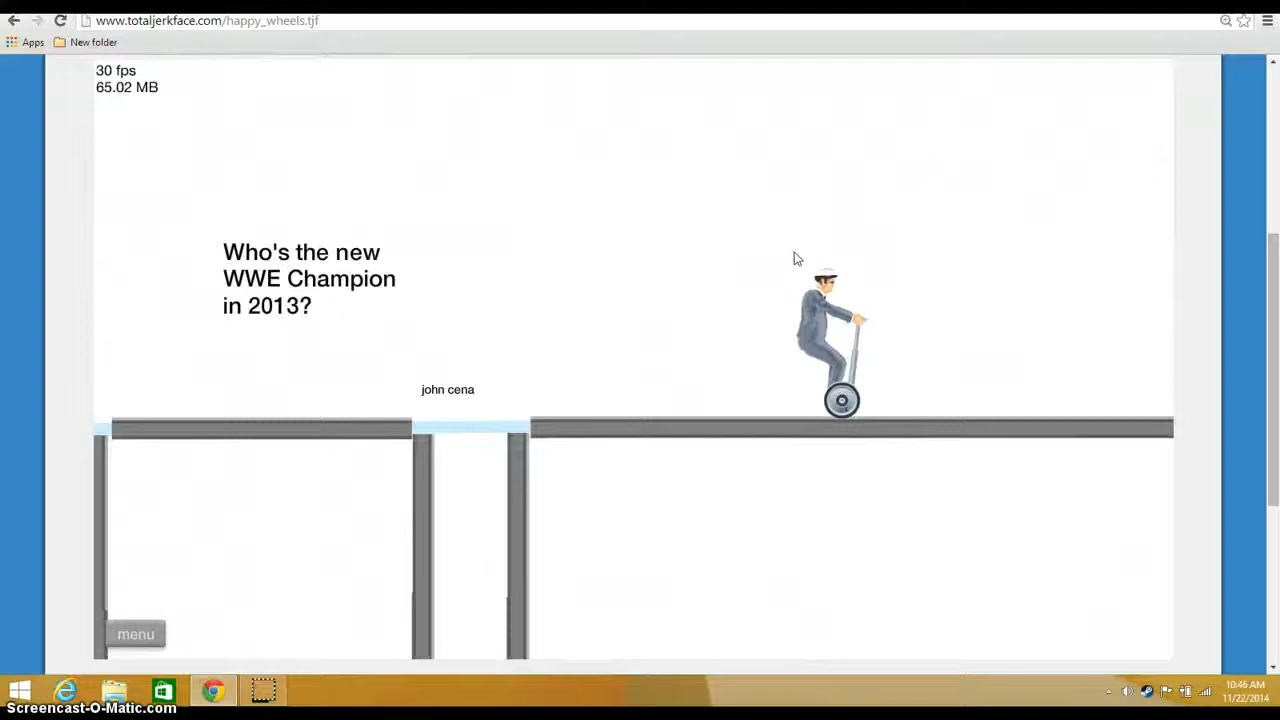 www.totaljerkface.com/happy_wheels.tjf
Apps New folder
30 fps
65.02 MB
Who's the new
WWE Champion
in 2013?
john cena
menu
10:46 AM
11/22/2014
Screencast-O-Matic.com